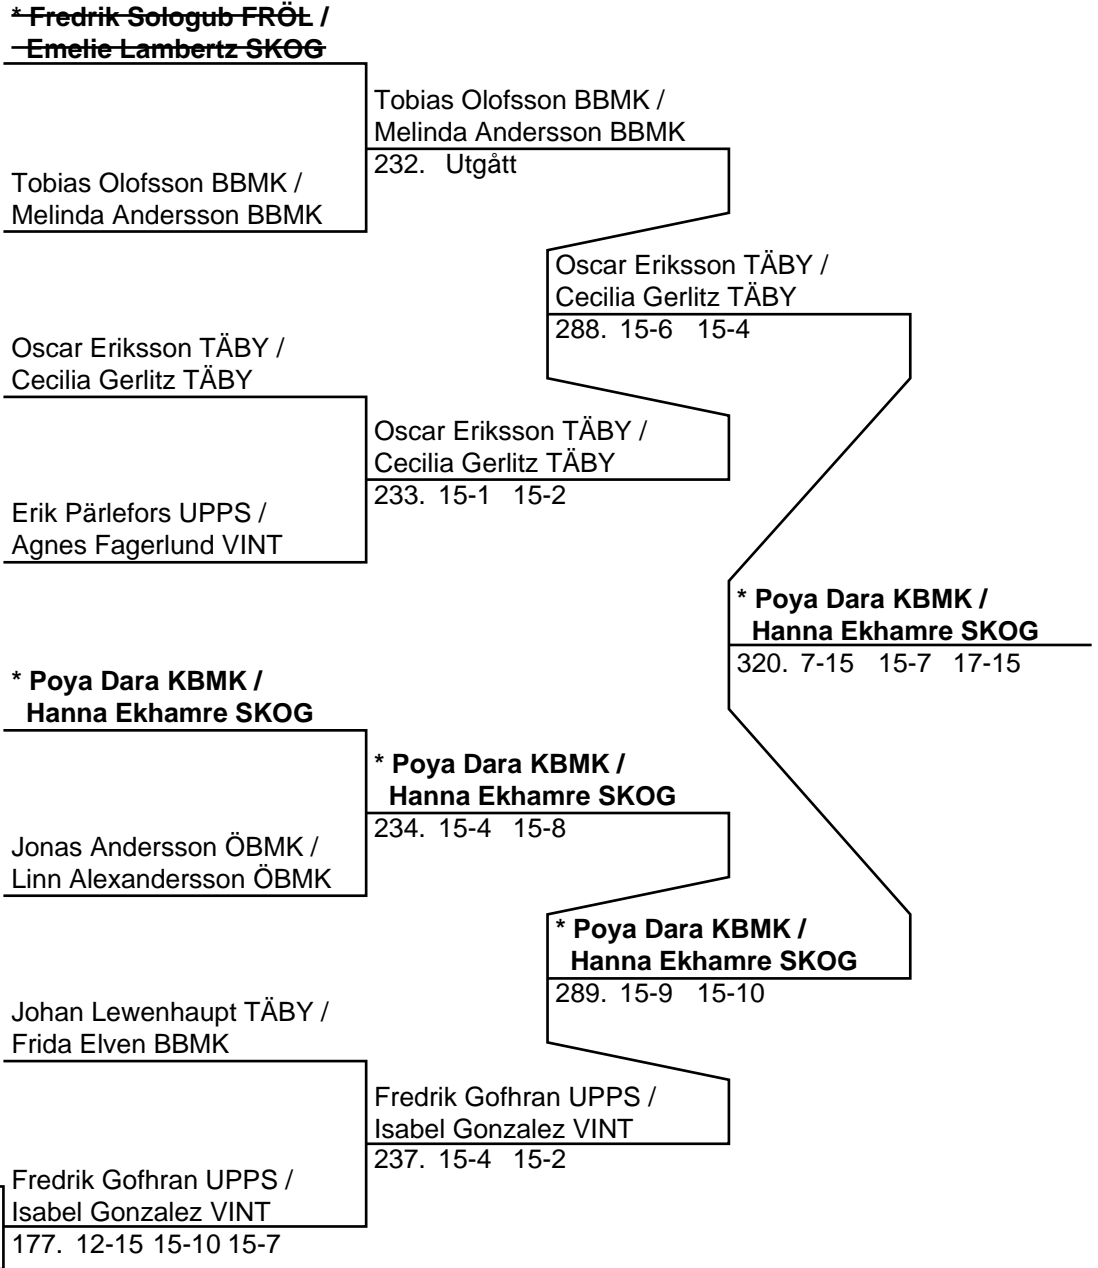 * Fredrik Sologub FRÖL /
Emelie Lambertz SKOG
Tobias Olofsson BBMK /
Melinda Andersson BBMK
232. Utgått
Tobias Olofsson BBMK /
Melinda Andersson BBMK
Oscar Eriksson TÄBY /
Cecilia Gerlitz TÄBY
288. 15-6 15-4
Oscar Eriksson TÄBY /
Cecilia Gerlitz TÄBY
Oscar Eriksson TÄBY /
Cecilia Gerlitz TÄBY
233. 15-1 15-2
Erik Pärlefors UPPS /
Agnes Fagerlund VINT
* Poya Dara KBMK /
Hanna Ekhamre SKOG
320. 7-15 15-7 17-15
* Poya Dara KBMK /
Hanna Ekhamre SKOG
* Poya Dara KBMK /
Hanna Ekhamre SKOG
234. 15-4 15-8
Jonas Andersson ÖBMK /
Linn Alexandersson ÖBMK
* Poya Dara KBMK /
Hanna Ekhamre SKOG
289. 15-9 15-10
Johan Lewenhaupt TÄBY /
Frida Elven BBMK
Fredrik Gofhran UPPS /
Isabel Gonzalez VINT
237. 15-4 15-2
Fredrik Gofhran UPPS /
Isabel Gonzalez VINT
177. 12-15 15-10 15-7